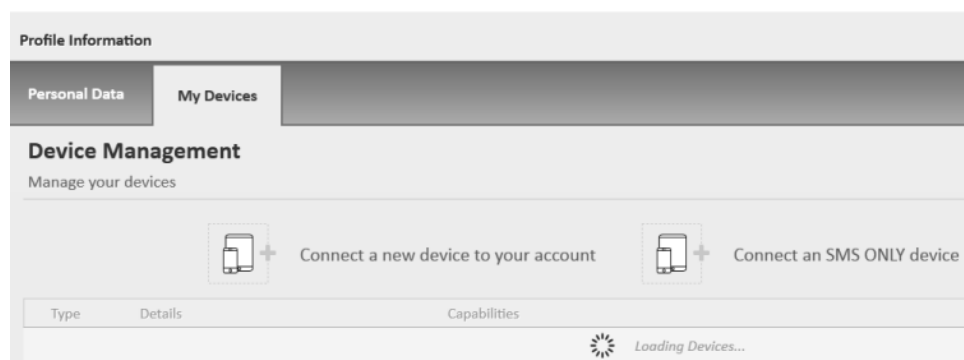 Profile Information
Personal Data My Devices
Device Management
Manage your devices
Connect a new device to your account Connect an SMS ONLY device
Type Details Capabilities
Loading Devices...